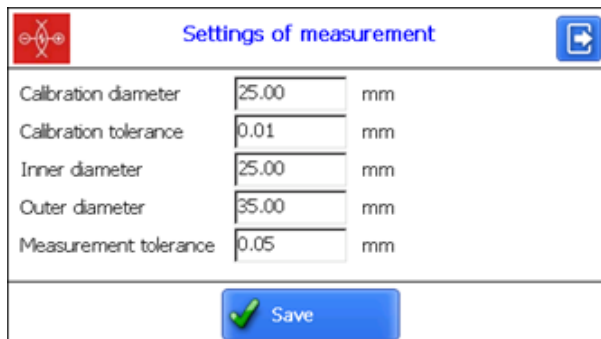 Settings of measurement
Calibration diameter 25.00 mm
Calibration tolerance 0.01 mm
Inner diameter 25.00 mm
Outer diameter 35.00 mm
Measurement tolerance 0.05 mm
Save